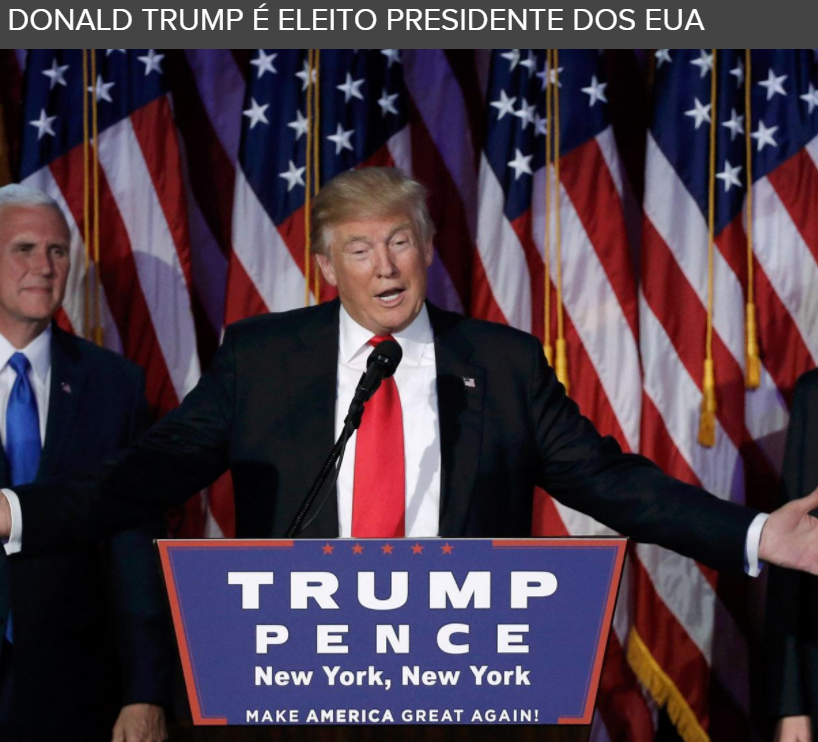 DONALD TRUMP É ELEITO PRESIDENTE DOS EUA
TRUMP
PENCE
New York, New York
MAKE AMERICA GREAT AGAIN!